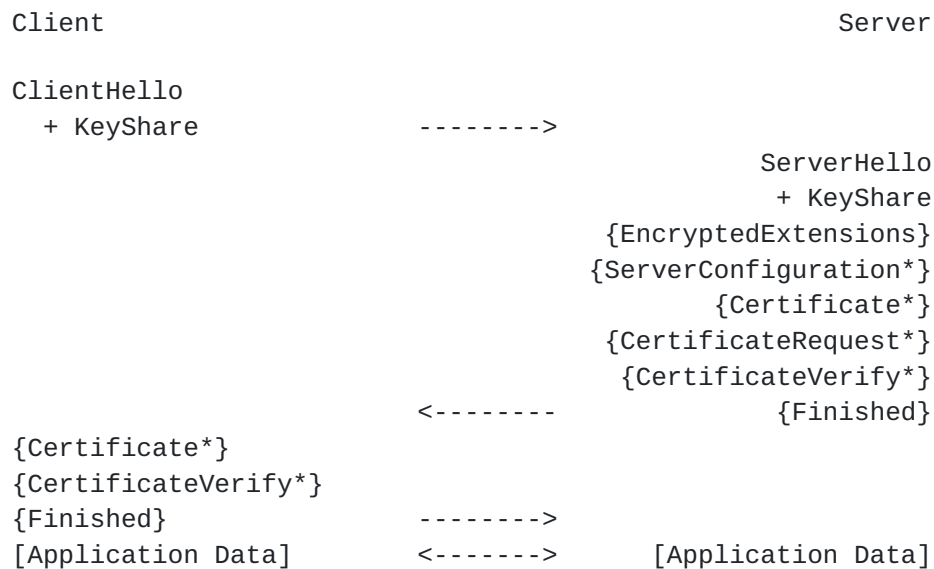 Client Server
ClientHello
+ KeyShare -------->
ServerHello
+ KeyShare
{EncryptedExtensions}
{ServerConfiguration*}
{Certificate*}
{CertificateRequest*}
{CertificateVerify*}
<-------- {Finished}
{Certificate*}
{CertificateVerify*}
{Finished} -------->
[Application Data] <-------> [Application Data]